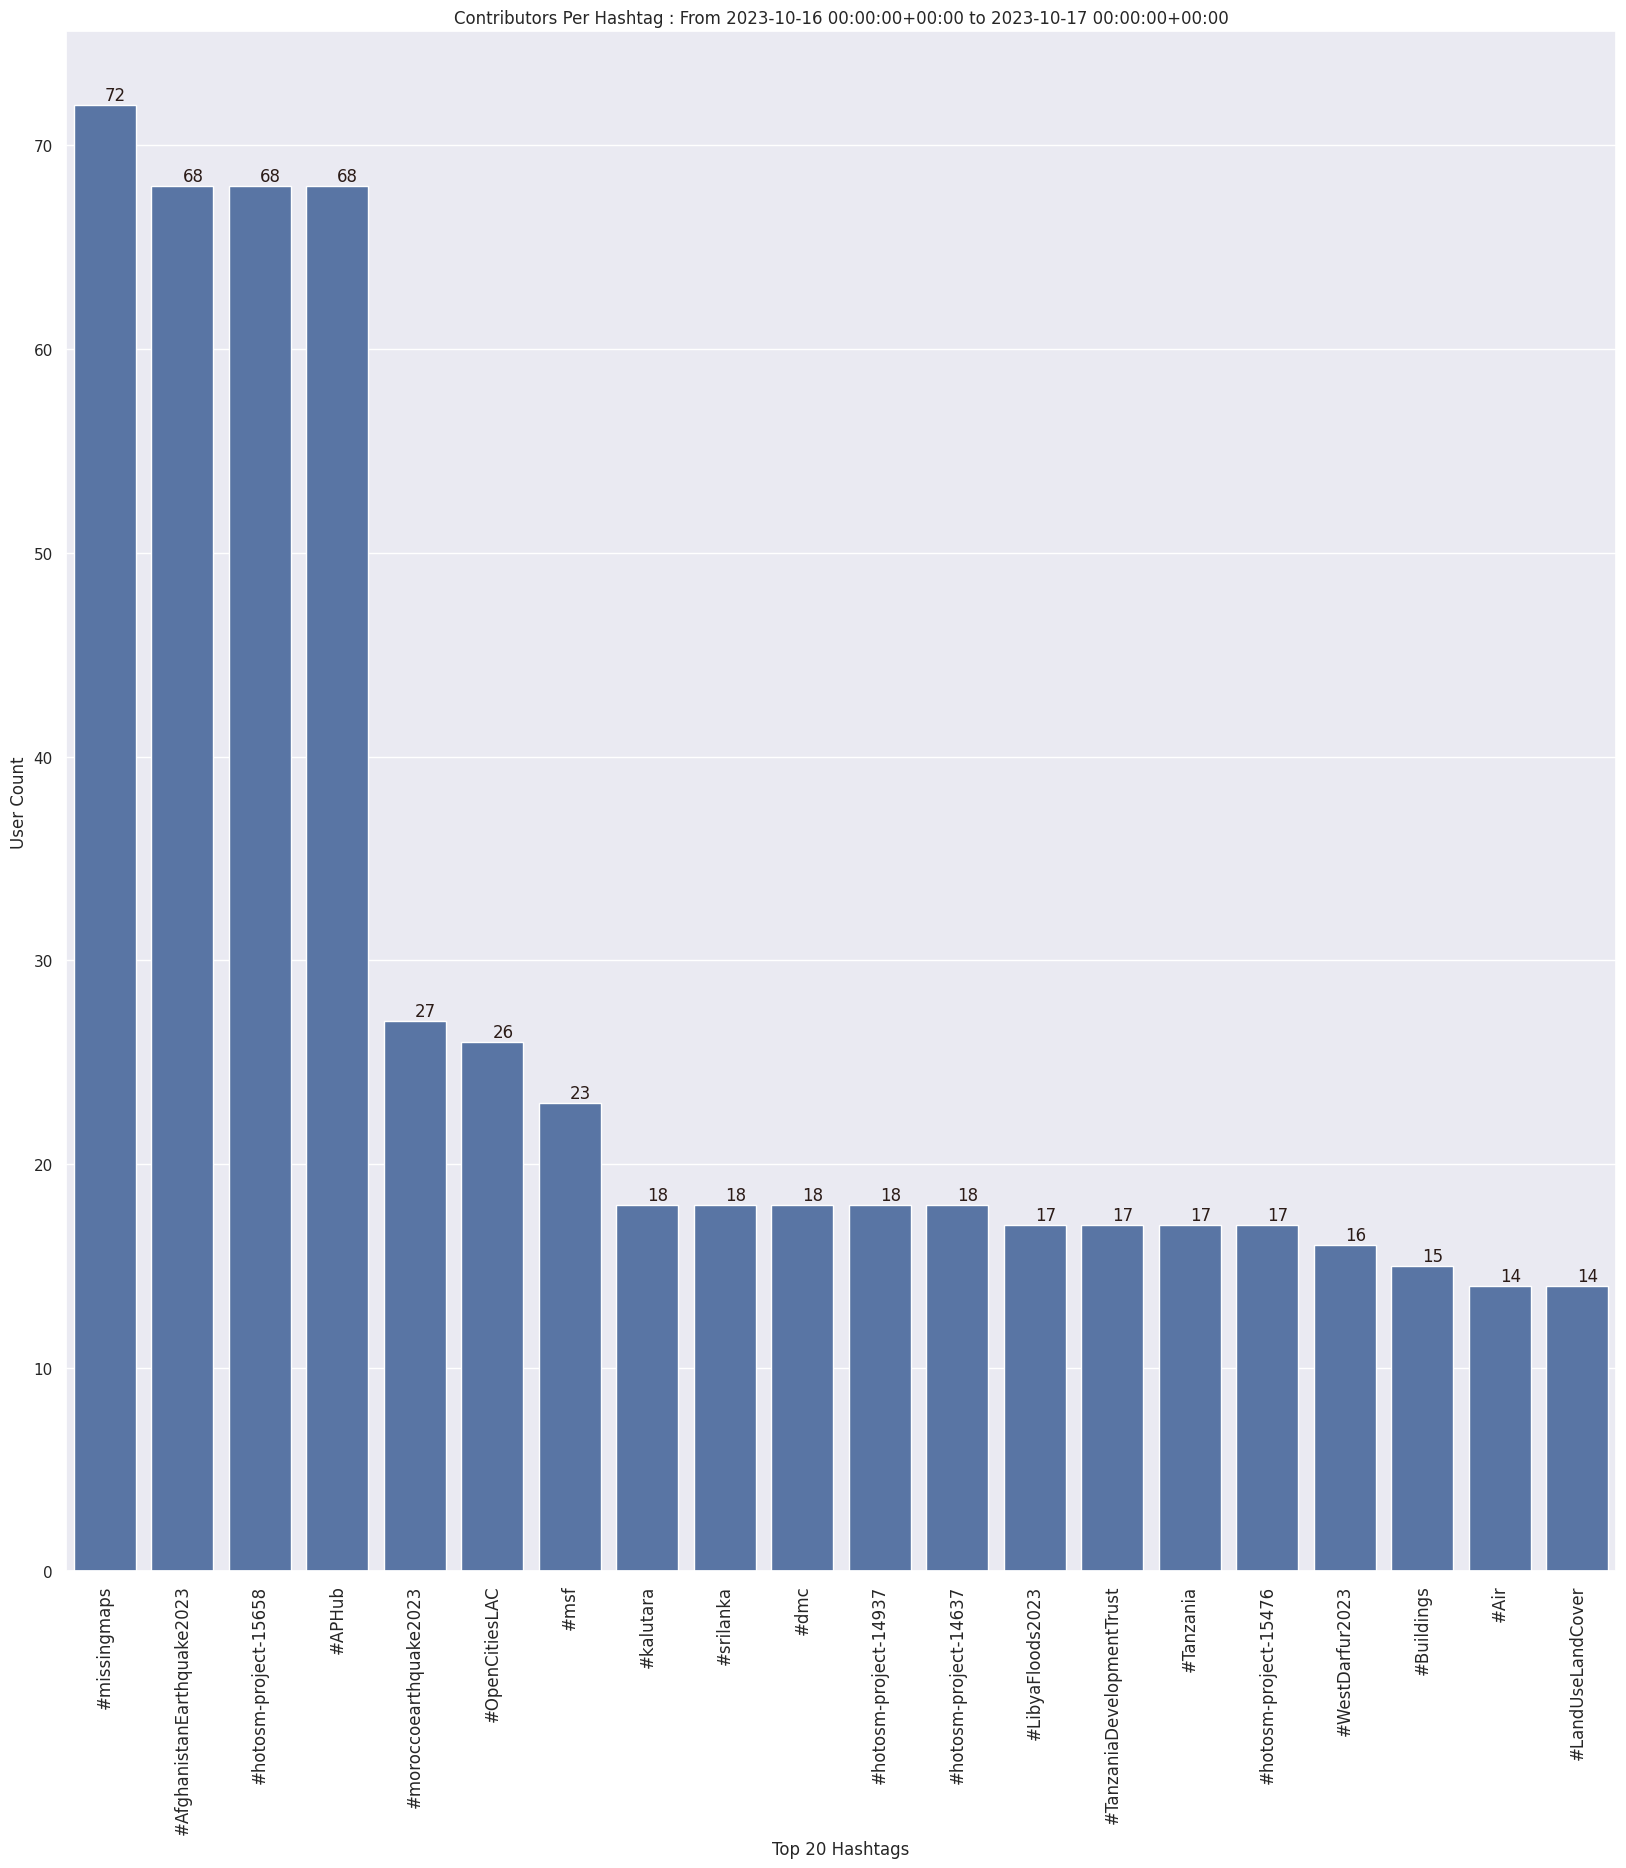 Contributors Per Hashtag : From 2023-10-16 00:00:00+00:00 to 2023-10-17 00:00:00+00:00
72
68
68
68
27
26
23
18
18
18
18
18
17
17
17
17
16
15
14
14
70
60
50
40
30
20
10
0
User Count
#missingmaps
#AfghanistanEarthquake2023
#hotosm-project-15658
#APHub
#moroccoearthquake2023
#OpenCitiesLAC
#msf
#kalutara
#srilanka
#dmc
#hotosm-project-14937
#hotosm-project-14637
#LibyaFloods2023
#TanzaniaDevelopmentTrust
#Tanzania
#hotosm-project-15476
#WestDarfur2023
#Buildings
#Air
#LandUseLandCover
Top 20 Hashtags